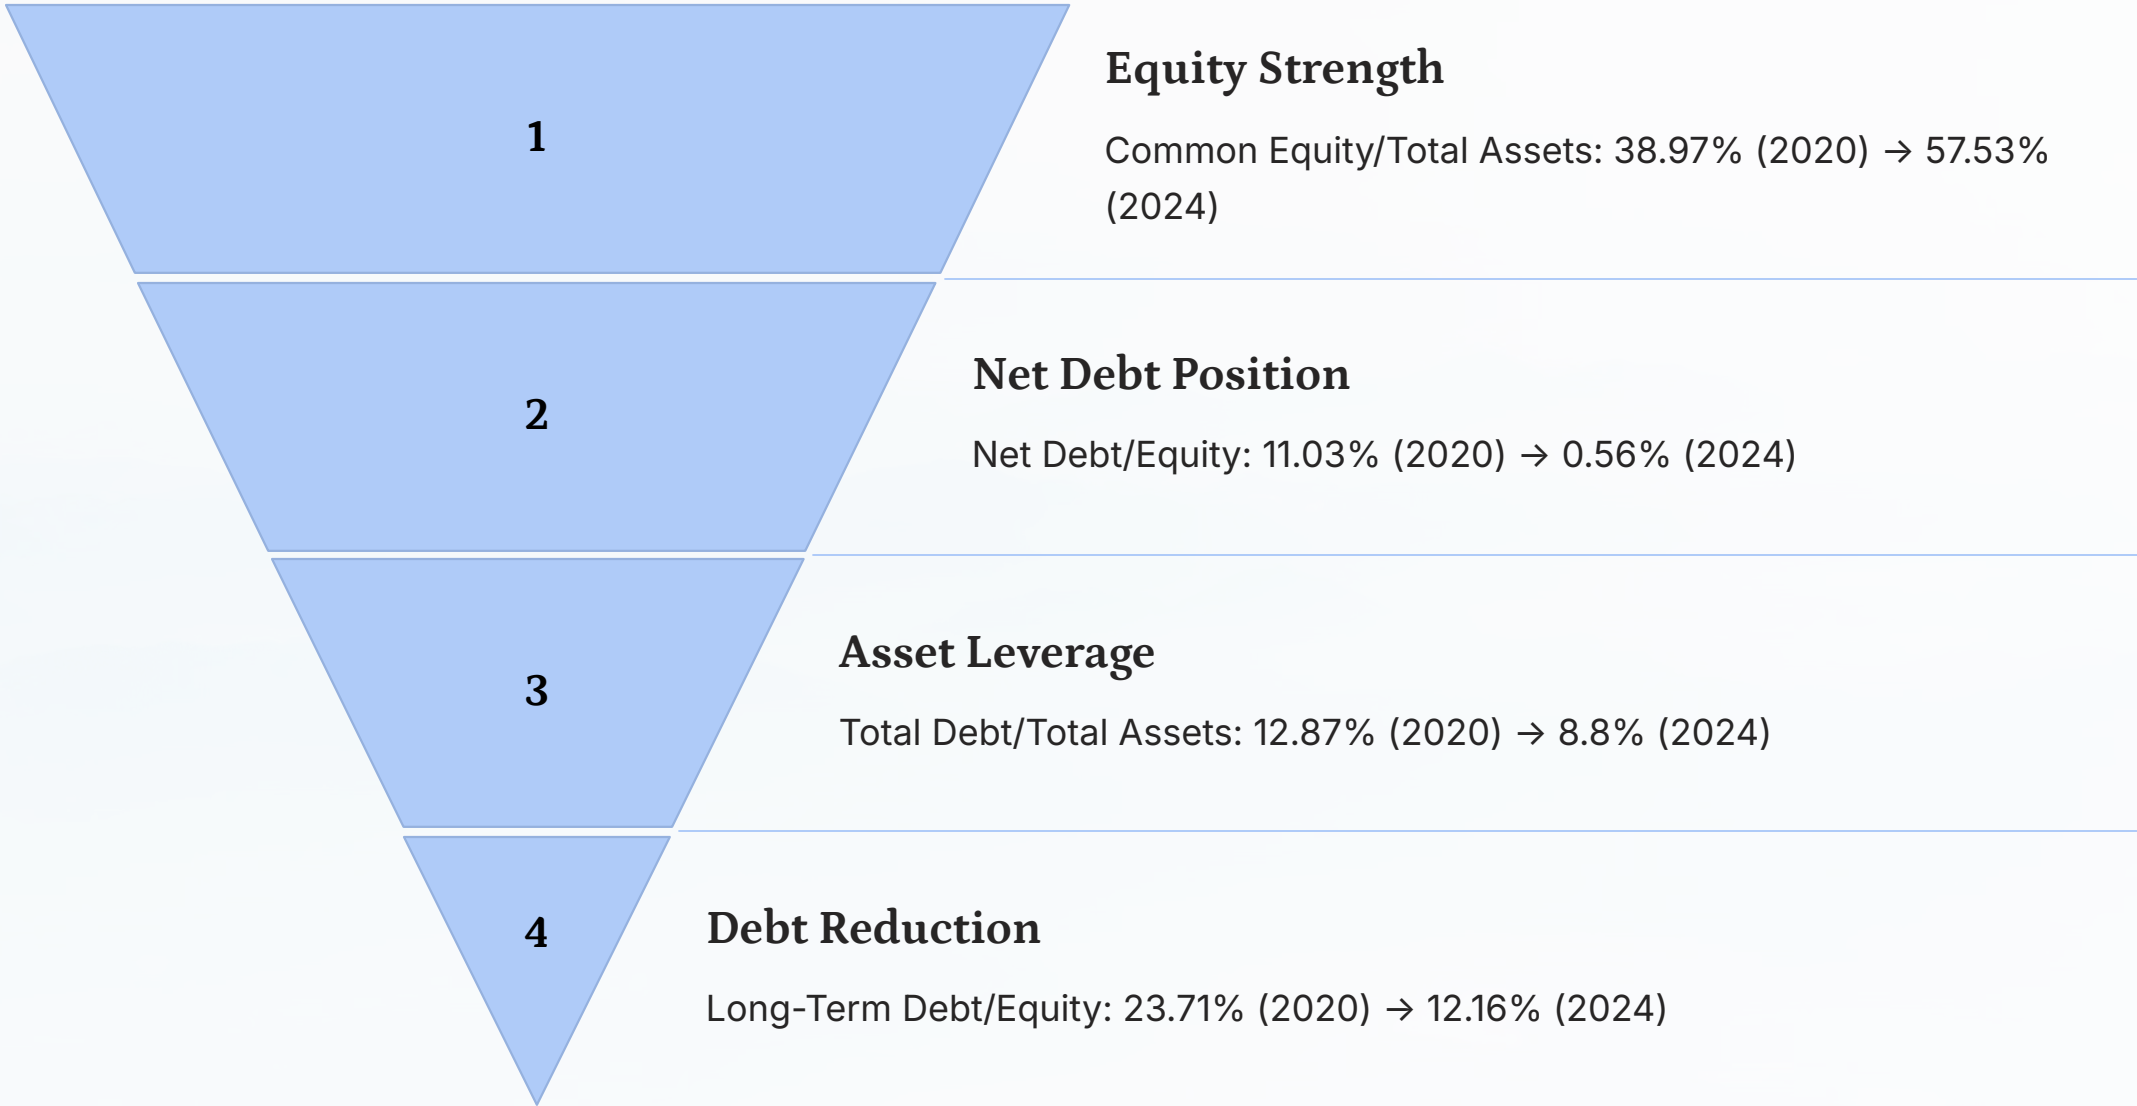 1
Equity Strength
Common Equity/Total Assets: 38.97% (2020) → 57.53%
(2024)
2
Net Debt Position
Net Debt/Equity: 11.03% (2020) → 0.56% (2024)
3
Asset Leverage
Total Debt/Total Assets: 12.87% (2020) → 8.8% (2024)
4
Debt Reduction
Long-Term Debt/Equity: 23.71% (2020) → 12.16% (2024)